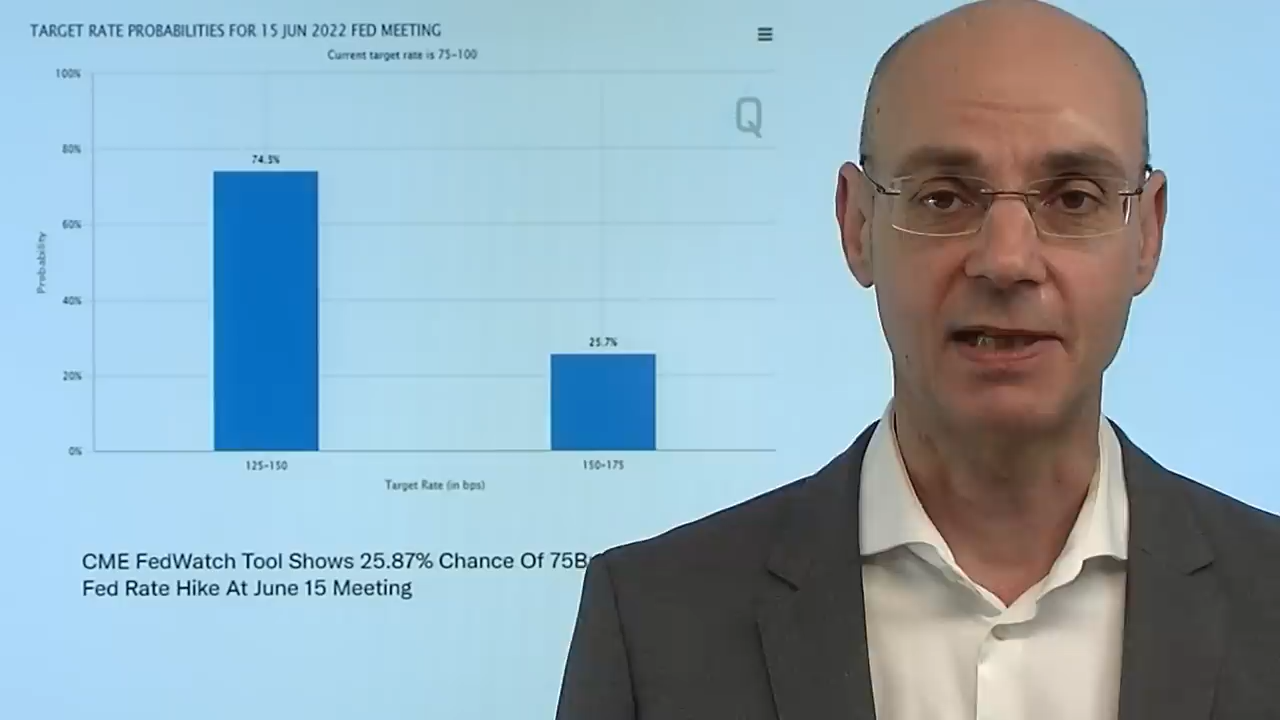 TARGET RATE PROBABILITIES FOR 15 JUN 2022 FED MEETING
Current target rate is 75-100
100%
Q
80%
74.3%
60%
Probability
40%
25.7%
20%
0%
125-150
150-175
Target Rate (in bps)
CME FedWatch Tool Shows 25.87% Chance Of 75B
Fed Rate Hike At June 15 Meeting